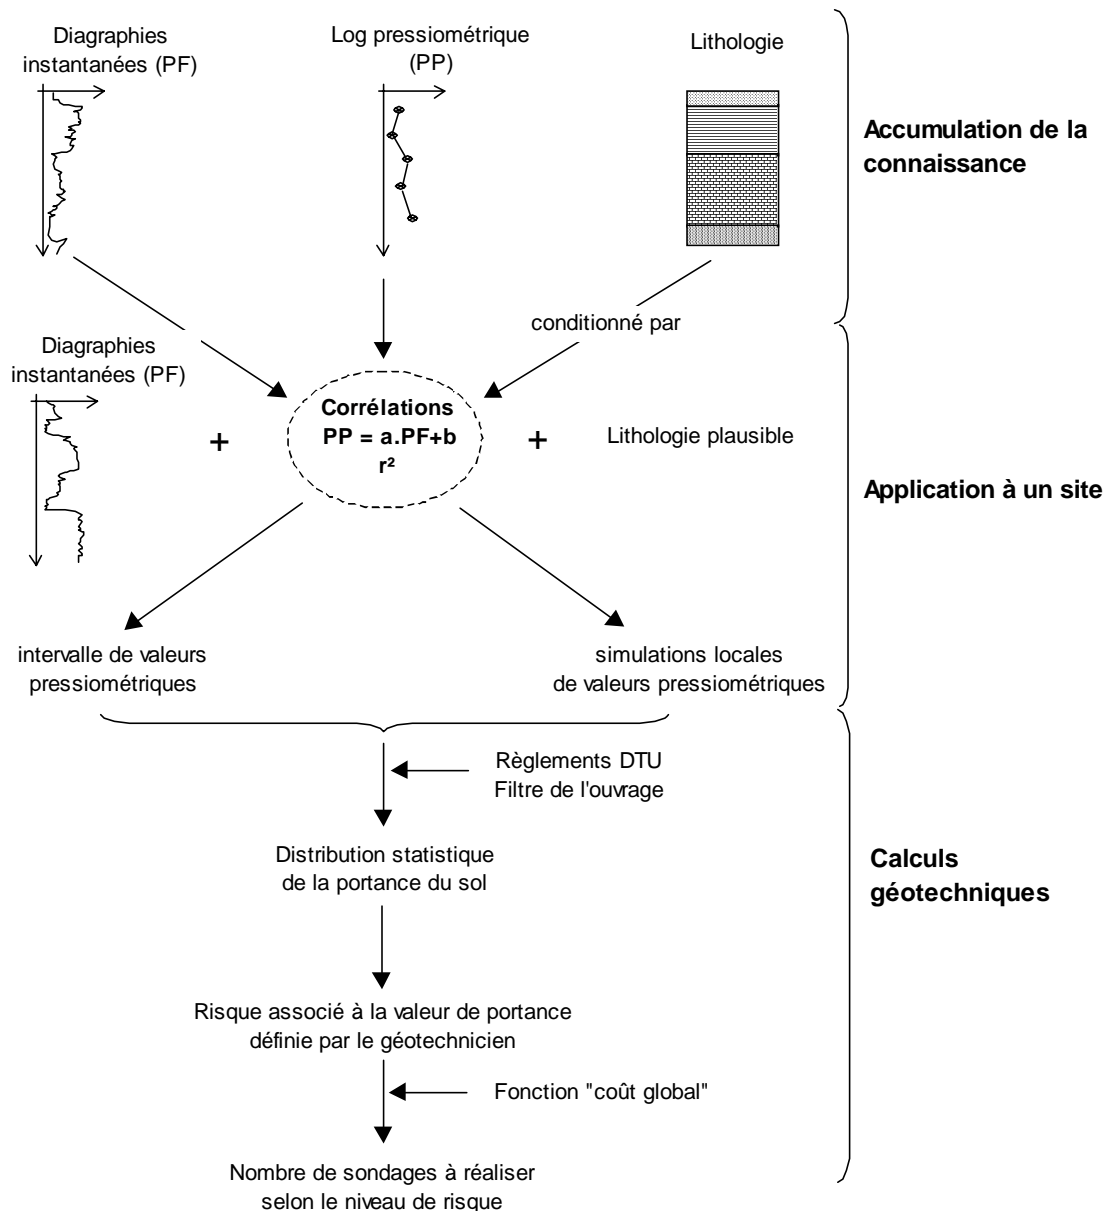 Diagraphies
instantanées (PF)
Log pressiométrique
(PP)
Lithologie
Accumulation de la
connaissance
conditionné par
Diagraphies
instantanées (PF)
+
Corrélations
PP = a.PF+b
r²
+
Lithologie plausible
Application à un site
intervalle de valeurs
pressiométriques
simulations locales
de valeurs pressiométriques
Règlements DTU
Filtre de l'ouvrage
Distribution statistique
de la portance du sol
Calculs
géotechniques
Risque associé à la valeur de portance
définie par le géotechnicien
Fonction "coût global"
Nombre de sondages à réaliser
selon le niveau de risque